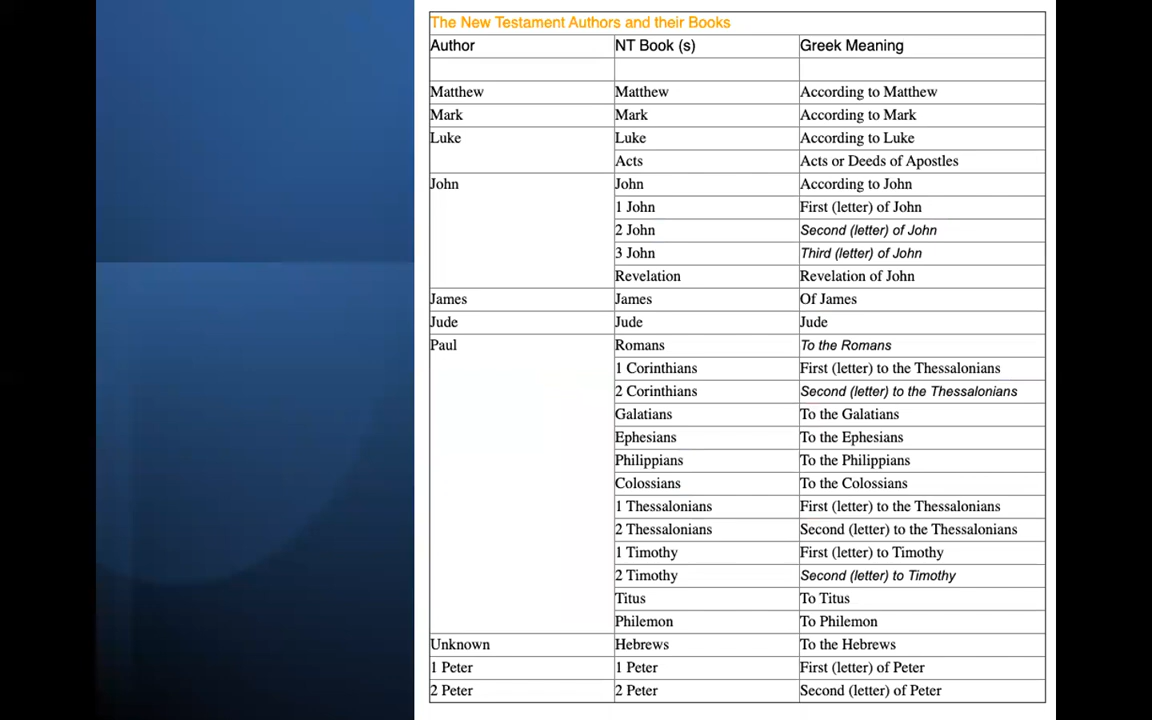 The New Testament Authors and their Books
Author NT Book (s) Greek Meaning
Matthew Matthew According to Matthew
Mark Mark According to Mark
Luke Luke According to Luke
Acts Acts or Deeds of Apostles
John John According to John
1 John First (letter) of John
2 John Second (letter) of John
3 John Third (letter) of John
Revelation Revelation of John
James James Of James
Jude Jude Jude
Paul Romans To the Romans
1 Corinthians First (letter) to the Thessalonians
2 Corinthians Second (letter) to the Thessalonians
Galatians To the Galatians
Ephesians To the Ephesians
Philippians To the Philippians
Colossians To the Colossians
1 Thessalonians First (letter) to the Thessalonians
2 Thessalonians Second (letter) to the Thessalonians
1 Timothy First (letter) to Timothy
2 Timothy Second (letter) to Timothy
Titus To Titus
Philemon To Philemon
Unknown Hebrews To the Hebrews
1 Peter 1 Peter First (letter) of Peter
2 Peter 2 Peter Second (letter) of Peter